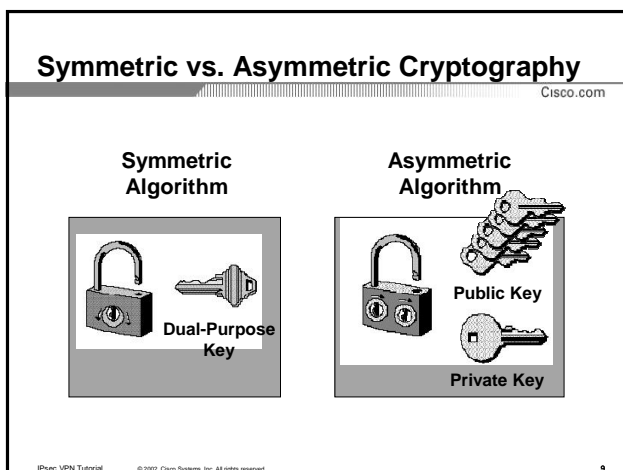 Symmetric vs. Asymmetric Cryptography
Cisco.com
Symmetric
Algorithm
Dual-Purpose
Key
Asymmetric
Algorithm
Public Key
Private Key
IPsec VPN Tutorial © 2002, Cisco Systems, Inc. All rights reserved. 9